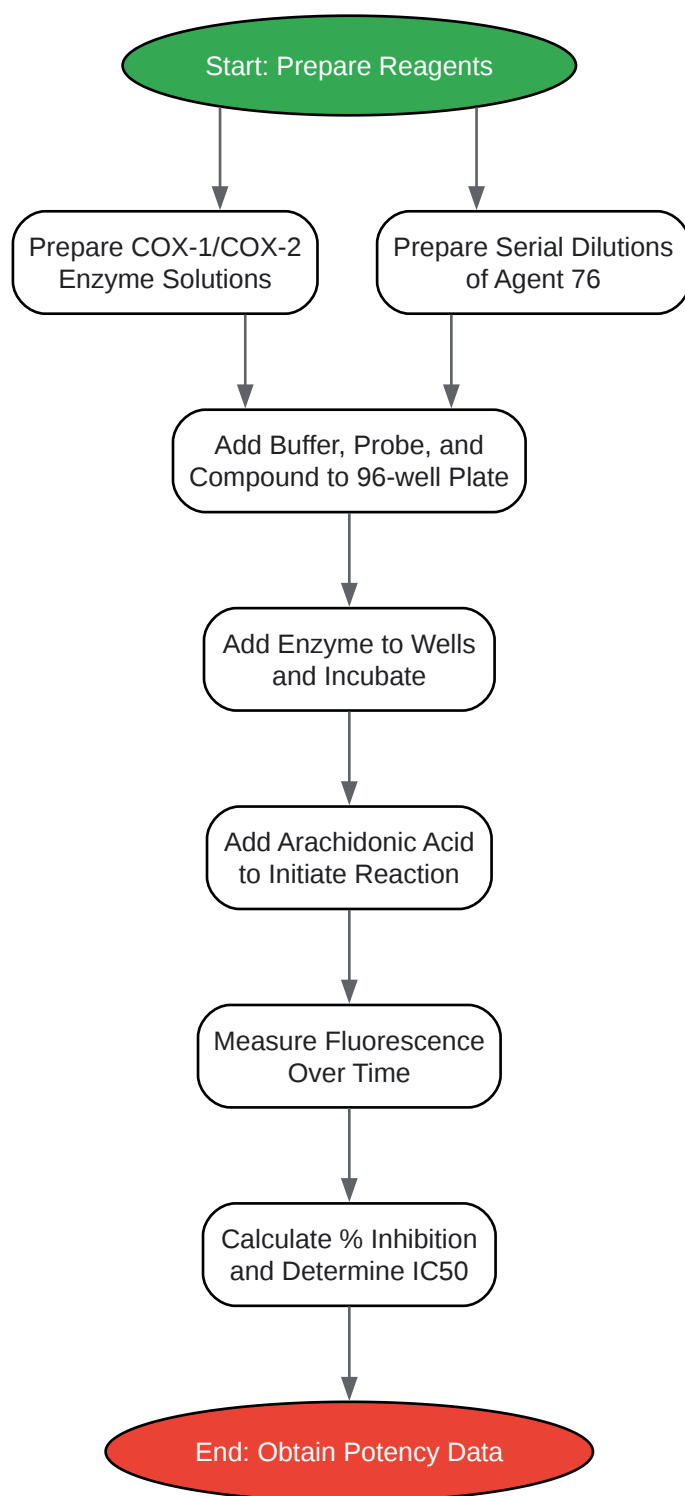 Start: Prepare Reagents
Prepare COX-1/COX-2
Enzyme Solutions
Prepare Serial Dilutions
of Agent 76
Add Buffer, Probe, and
Compound to 96-well Plate
Add Enzyme to Wells
and Incubate
Add Arachidonic Acid
to Initiate Reaction
Measure Fluorescence
Over Time
Calculate % Inhibition
and Determine IC50
End: Obtain Potency Data